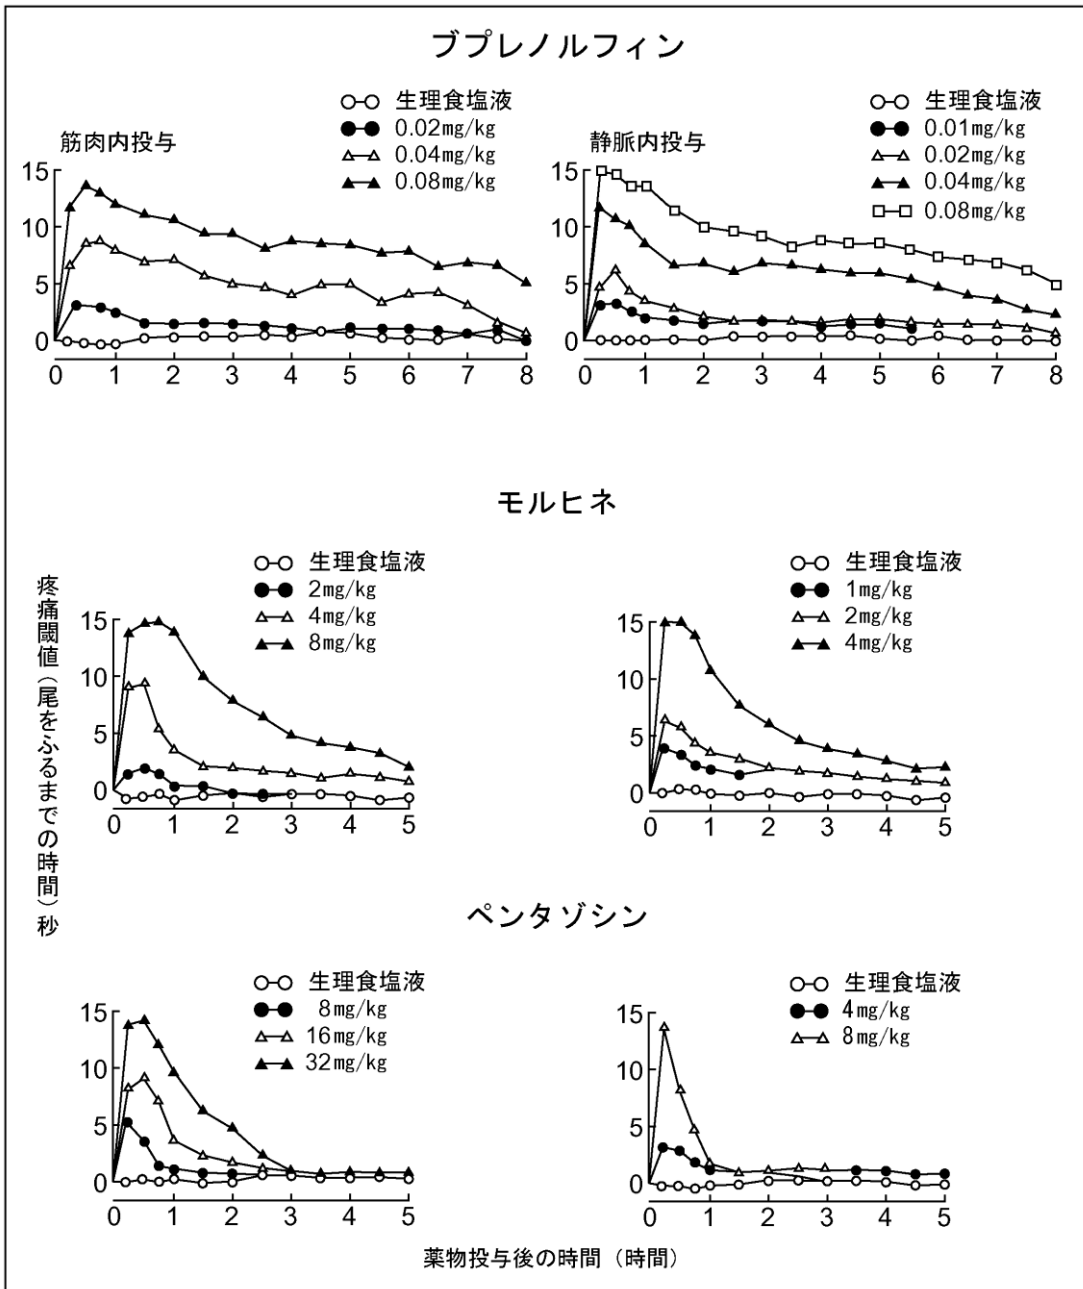 ブプレノルフィン
筋肉内投与
生理食塩液
0.02mg/kg
0.04mg/kg
0.08mg/kg
15
10
5
0
0 1 2 3 4 5 6 7 8
静脈内投与
生理食塩液
0.01mg/kg
0.02mg/kg
0.04mg/kg
0.08mg/kg
15
10
5
0
0 1 2 3 4 5 6 7 8
モルヒネ
疼痛閾値(尾をふるまでの時間)秒
生理食塩液
2mg/kg
4mg/kg
8mg/kg
15
10
5
0
0 1 2 3 4 5
生理食塩液
1mg/kg
2mg/kg
4mg/kg
15
10
5
0
0 1 2 3 4 5
ペンタゾシン
生理食塩液
8mg/kg
16mg/kg
32mg/kg
15
10
5
0
0 1 2 3 4 5
生理食塩液
4mg/kg
8mg/kg
15
10
5
0
0 1 2 3 4 5
薬物投与後の時間(時間)